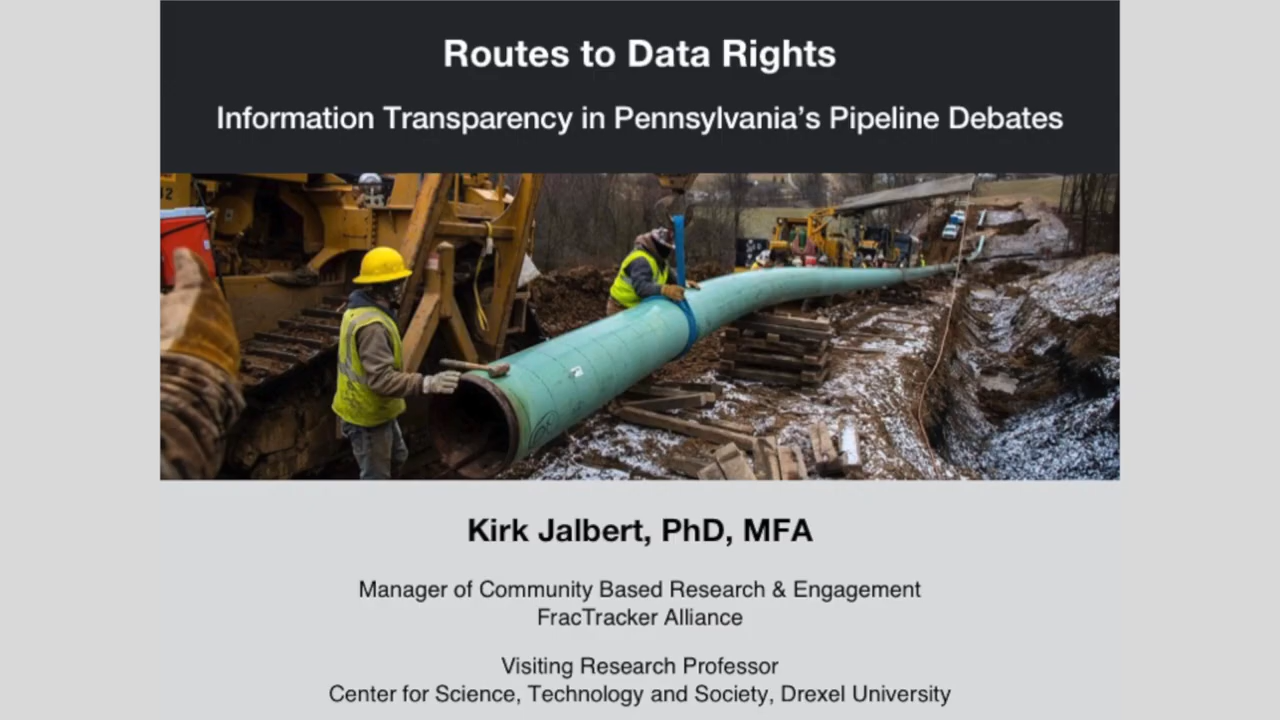 Routes to Data Rights
Information Transparency in Pennsylvania's Pipeline Debates
12
Kirk Jalbert, PhD, MFA
Manager of Community Based Research & Engagement
FracTracker Alliance
Visiting Research Professor
Center for Science, Technology and Society, Drexel University